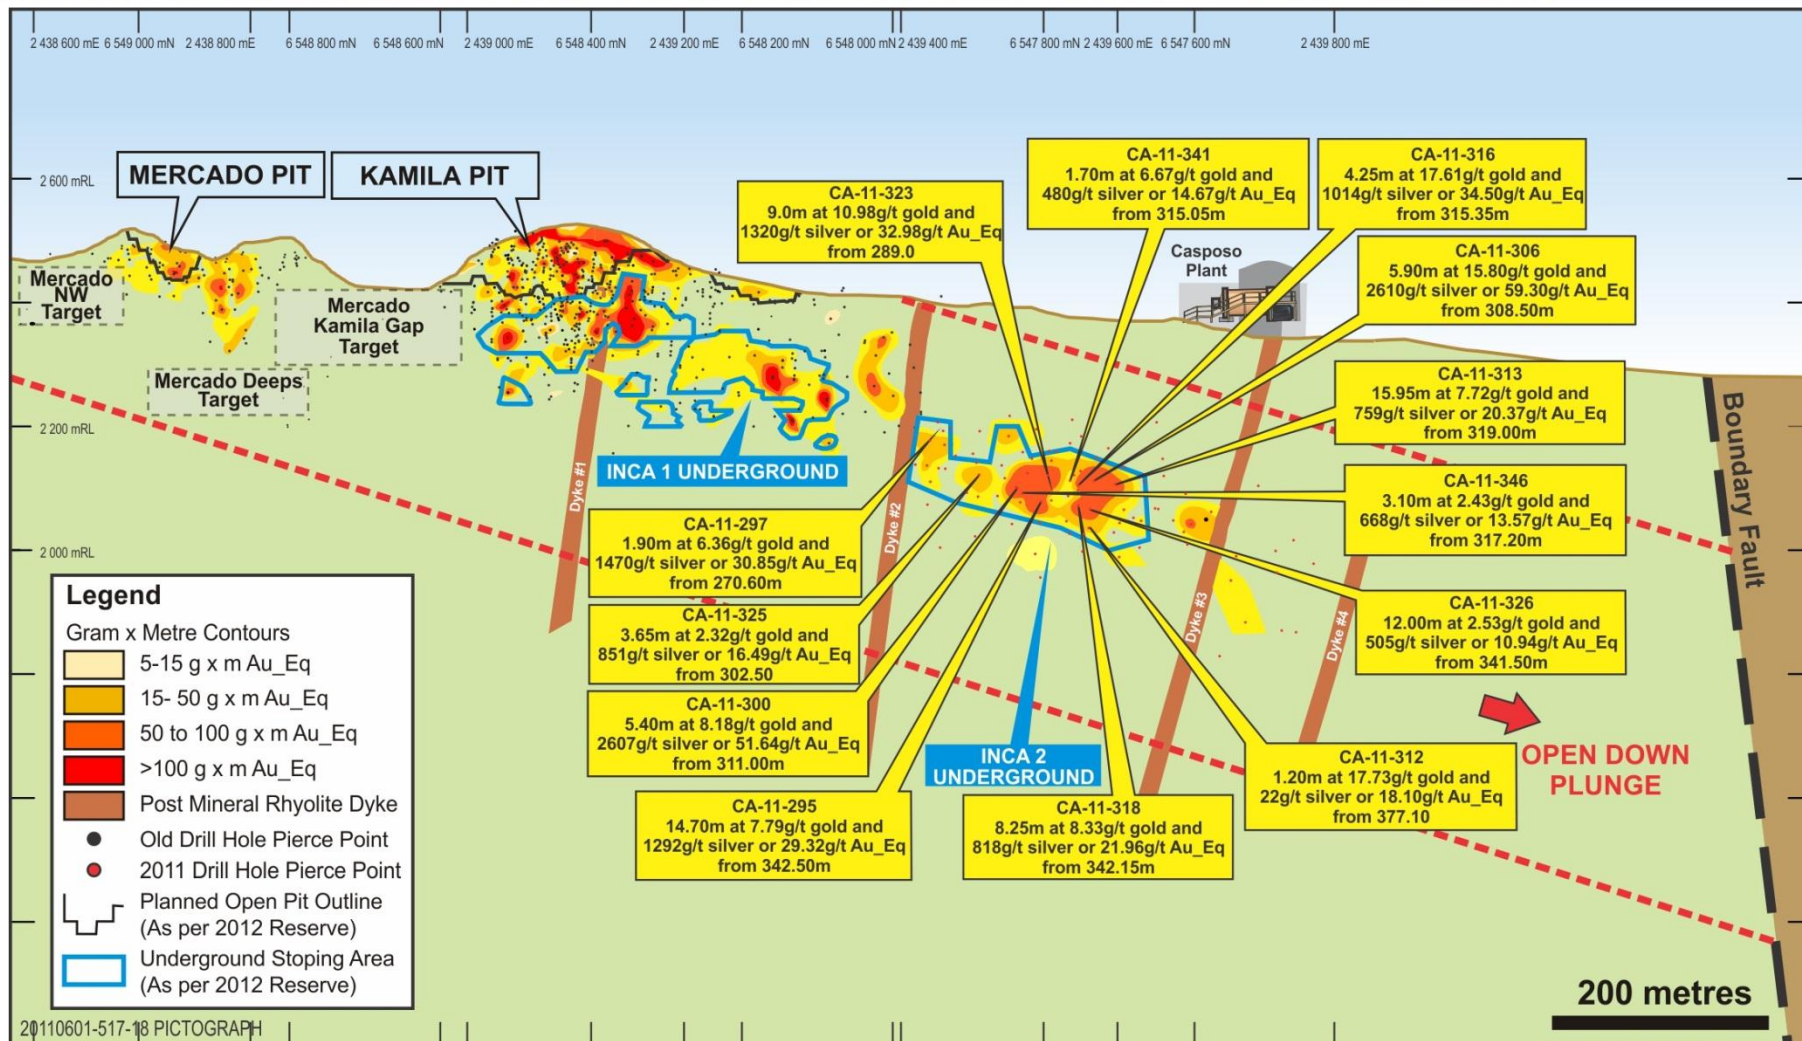 2 438 600 mE
6 549 000 mN
2 438 800 mE
6 548 800 mN
6 548 600 mN
2 439 000 mE
6 548 400 mN
2 439 200 mE
6 548 200 mN
6 548 000 mN
2 439 400 mE
6 547 800 mN
2 439 600 mE
6 547 600 mN
2 439 800 mE
2 600 mRL
2 200 mRL
2 000 mRL
MERCADO PIT
KAMILA PIT
Mercado
NW
Target
Mercado
Kamila Gap
Target
Mercado Deeps
Target
CA-11-323
9.0m at 10.98g/t gold and
1320g/t silver or 32.98g/t Au_Eq
from 289.0
CA-11-341
1.70m at 6.67g/t gold and
480g/t silver or 14.67g/t Au_Eq
from 315.05m
CA-11-316
4.25m at 17.61g/t gold and
1014g/t silver or 34.50g/t Au_Eq
from 315.35m
Casposo
Plant
CA-11-306
5.90m at 15.80g/t gold and
2610g/t silver or 59.30g/t Au_Eq
from 308.50m
CA-11-313
15.95m at 7.72g/t gold and
759g/t silver or 20.37g/t Au_Eq
from 319.00m
CA-11-346
3.10m at 2.43g/t gold and
668g/t silver or 13.57g/t Au_Eq
from 317.20m
CA-11-326
12.00m at 2.53g/t gold and
505g/t silver or 10.94g/t Au_Eq
from 341.50m
CA-11-312
1.20m at 17.73g/t gold and
22g/t silver or 18.10g/t Au_Eq
from 377.10
INCA 1 UNDERGROUND
CA-11-297
1.90m at 6.36g/t gold and
1470g/t silver or 30.85g/t Au_Eq
from 270.60m
CA-11-325
3.65m at 2.32g/t gold and
851g/t silver or 16.49g/t Au_Eq
from 302.50
CA-11-300
5.40m at 8.18g/t gold and
2607g/t silver or 51.64g/t Au_Eq
from 311.00m
CA-11-295
14.70m at 7.79g/t gold and
1292g/t silver or 29.32g/t Au_Eq
from 342.50m
INCA 2
UNDERGROUND
CA-11-318
8.25m at 8.33g/t gold and
818g/t silver or 21.96g/t Au_Eq
from 342.15m
Dyke #1
Dyke #2
Dyke #3
Dyke #4
Boundary Fault
OPEN DOWN
PLUNGE
200 metres
Legend
Gram x Metre Contours
5-15 g x m Au_Eq
15- 50 g x m Au_Eq
50 to 100 g x m Au_Eq
>100 g x m Au_Eq
Post Mineral Rhyolite Dyke
Old Drill Hole Pierce Point
2011 Drill Hole Pierce Point
Planned Open Pit Outline
(As per 2012 Reserve)
Underground Stoping Area
(As per 2012 Reserve)
20110601-517-18 PICTOGRAPH